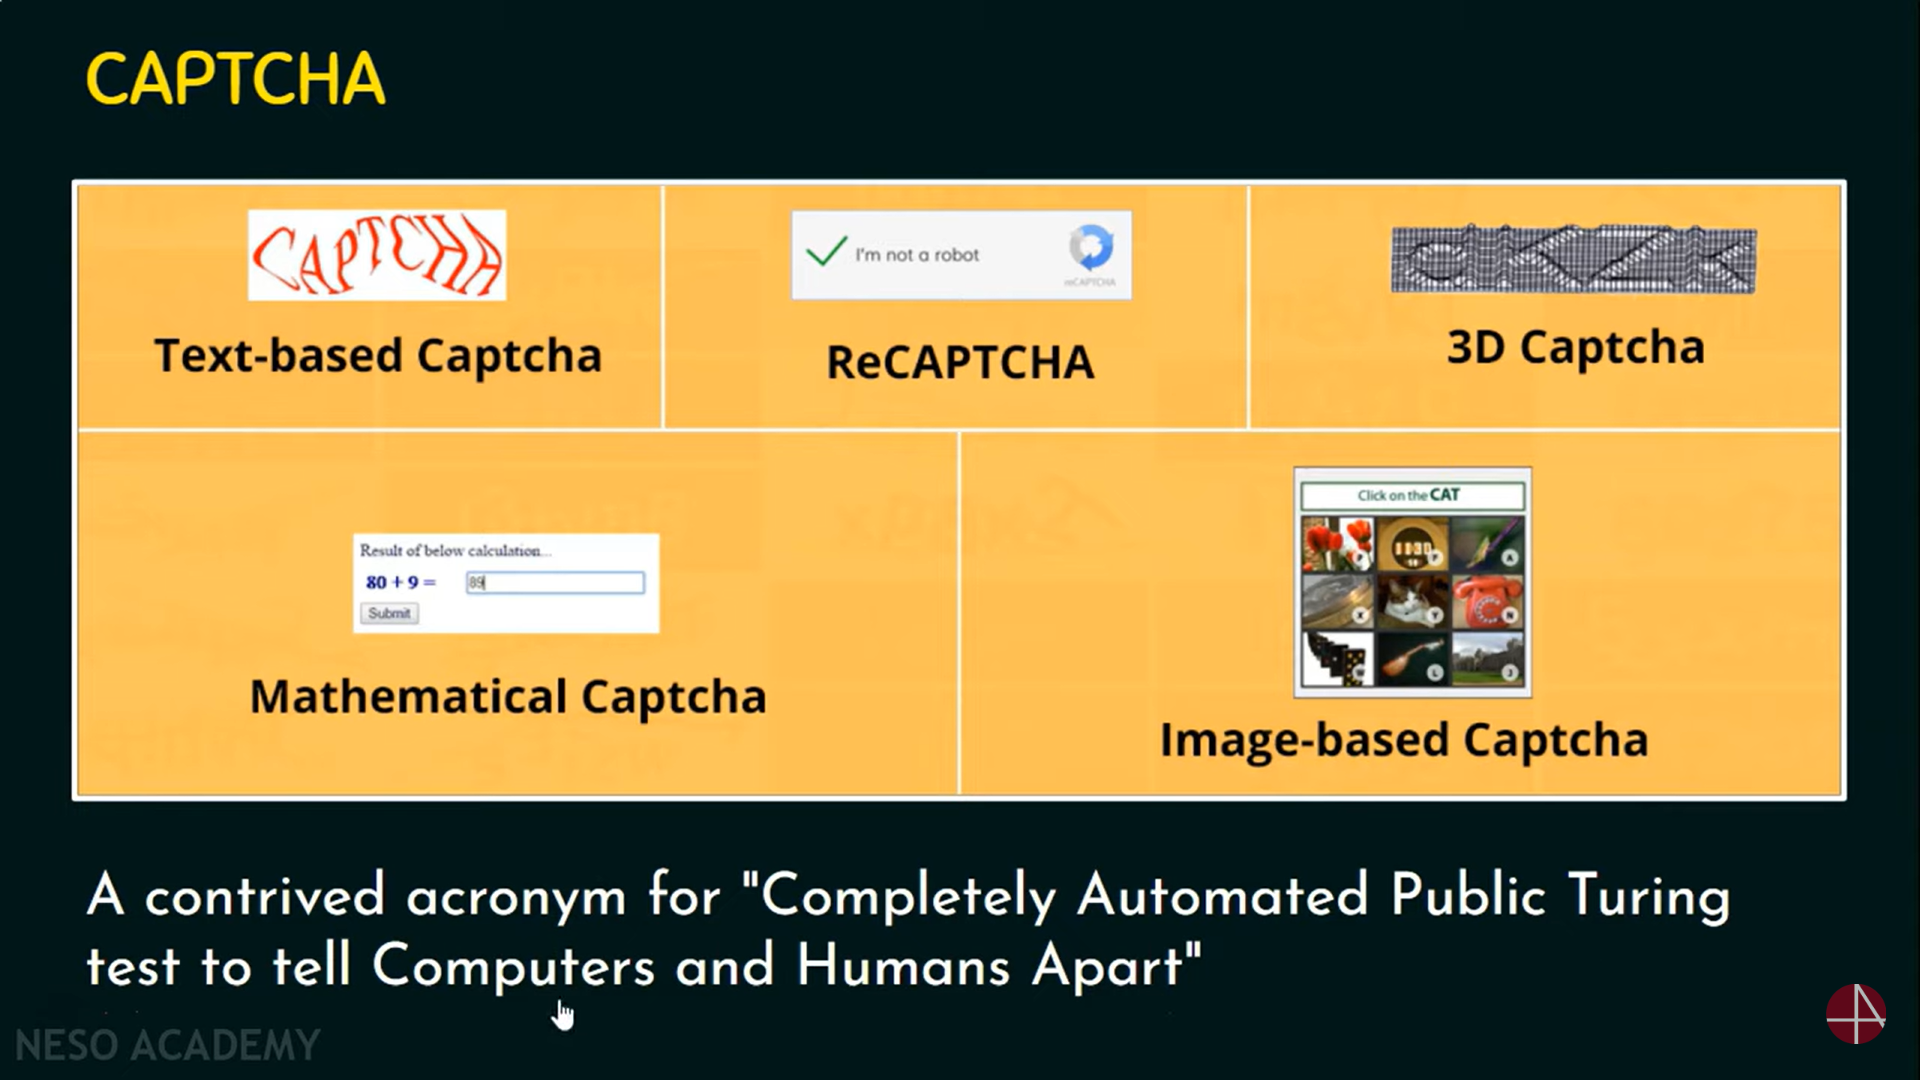 CAPTCHA
CAPTCHA
Text-based Captcha
I'm not a robot
reCAPTCHA
ReCAPTCHA
3D Captcha
Result of below calculation...
80 + 9 =
89
Submit
Mathematical Captcha
Click on the CAT
P
A
X
Y
N
L
J
Image-based Captcha
A contrived acronym for "Completely Automated Public Turing
test to tell Computers and Humans Apart"
NESO ACADEMY